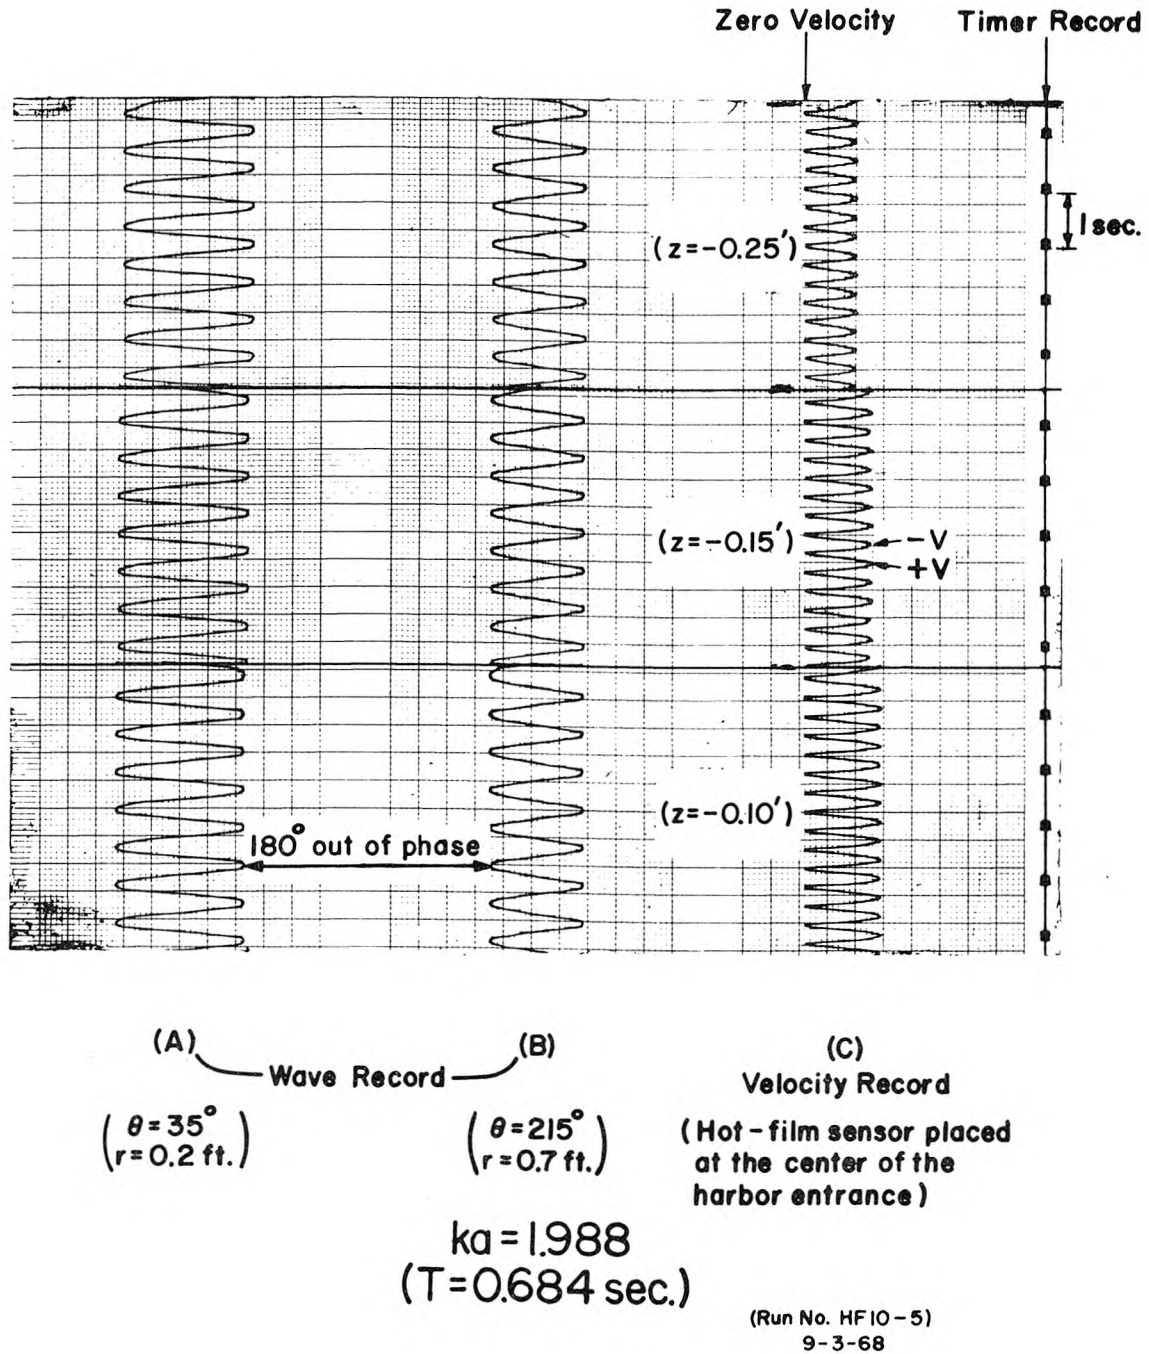 Zero Velocity
Timer Record
1 sec.
(z=-0.25')
(z=-0.15')
-V
+V
(z=-0.10')
180° out of phase
(A)
(B)
Wave Record
(θ=35°
r=0.2 ft.)
(θ=215°
r=0.7 ft.)
(C)
Velocity Record
(Hot-film sensor placed
at the center of the
harbor entrance)
ka=1.988
(T=0.684 sec.)
(Run No. HF10-5)
9-3-68